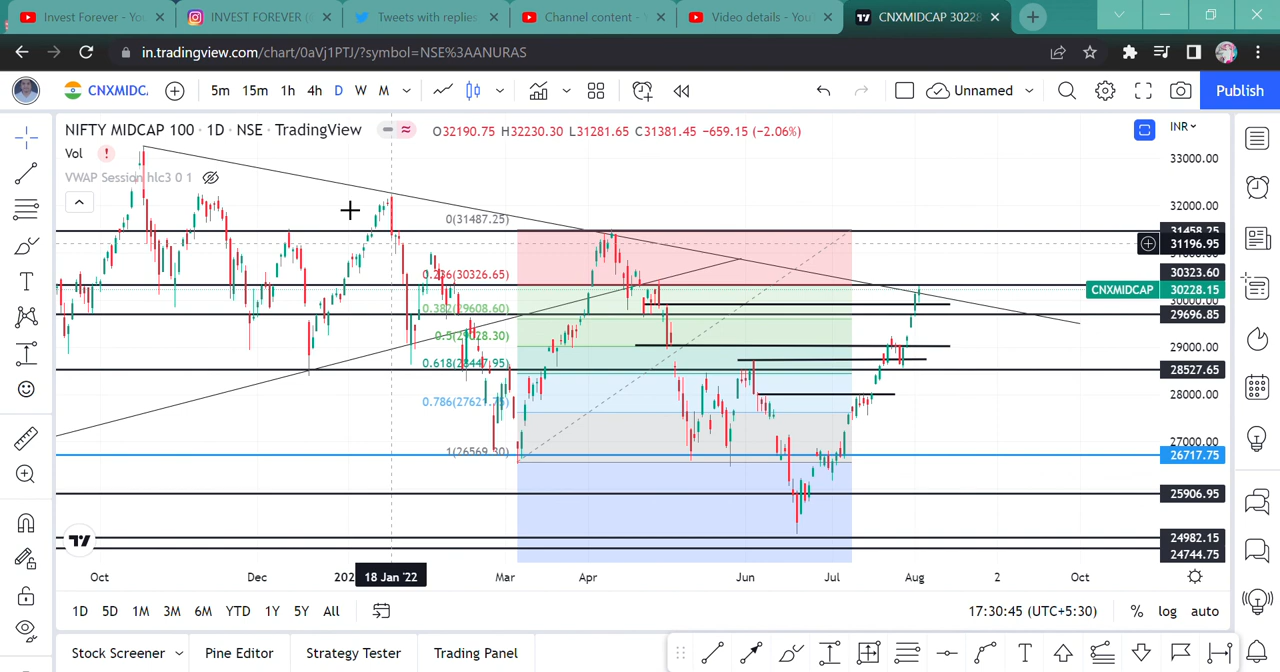 Invest Forever - Yo
INVEST FOREVER (
Tweets with replies
Channel content - Y
Video details - You
CNXMIDCAP 30228
in.tradingview.com/chart/0aVj1PTJ/?symbol=NSE%3AANURAS
CNXMIDC. 5m 15m 1h 4h D W M Unnamed Publish
NIFTY MIDCAP 100 · 1D · NSE · TradingView O32190.75 H32230.30 L31281.65 C31381.45 -659.15 (-2.06%) INR
Vol !
VWAP Session hlc3 0 1
33000.00
32000.00
0(31487.25)
31458.25
31196.95
0.236(30326.65)
30323.60
CNXMIDCAP 30228.15
30000.00
0.382(29608.60)
29696.85
0.5(29028.30)
29000.00
0.618(28447.95)
28527.65
0.786(27621.75)
28000.00
27000.00
1(26569.30)
26717.75
25906.95
24982.15
24744.75
Oct Dec 202 18 Jan '22 Mar Apr Jun Jul Aug 2 Oct
1D 5D 1M 3M 6M YTD 1Y 5Y All 17:30:45 (UTC+5:30) % log auto
Stock Screener Pine Editor Strategy Tester Trading Panel